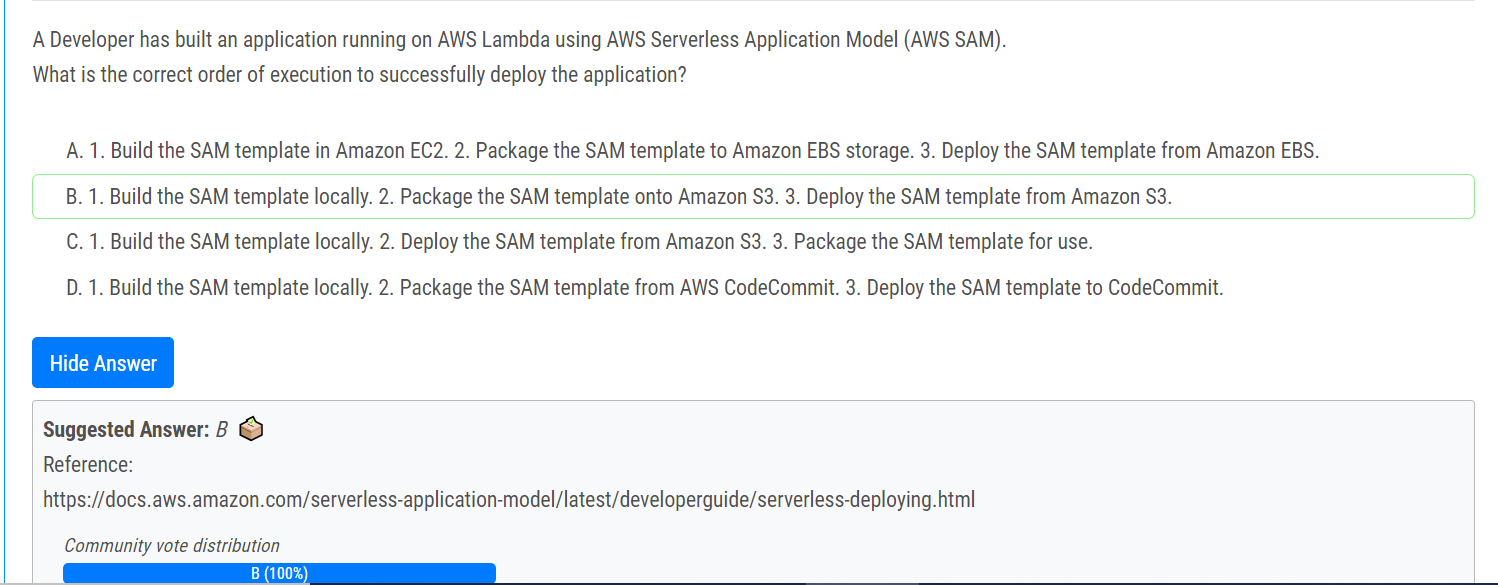 A Developer has built an application running on AWS Lambda using AWS Serverless Application Model (AWS SAM).
What is the correct order of execution to successfully deploy the application?
A. 1. Build the SAM template in Amazon EC2. 2. Package the SAM template to Amazon EBS storage. 3. Deploy the SAM template from Amazon EBS.
B. 1. Build the SAM template locally. 2. Package the SAM template onto Amazon S3. 3. Deploy the SAM template from Amazon S3.
C. 1. Build the SAM template locally. 2. Deploy the SAM template from Amazon S3. 3. Package the SAM template for use.
D. 1. Build the SAM template locally. 2. Package the SAM template from AWS CodeCommit. 3. Deploy the SAM template to CodeCommit.
Hide Answer
Suggested Answer: B
Reference:
https://docs.aws.amazon.com/serverless-application-model/latest/developerguide/serverless-deploying.html
Community vote distribution
B (100%)